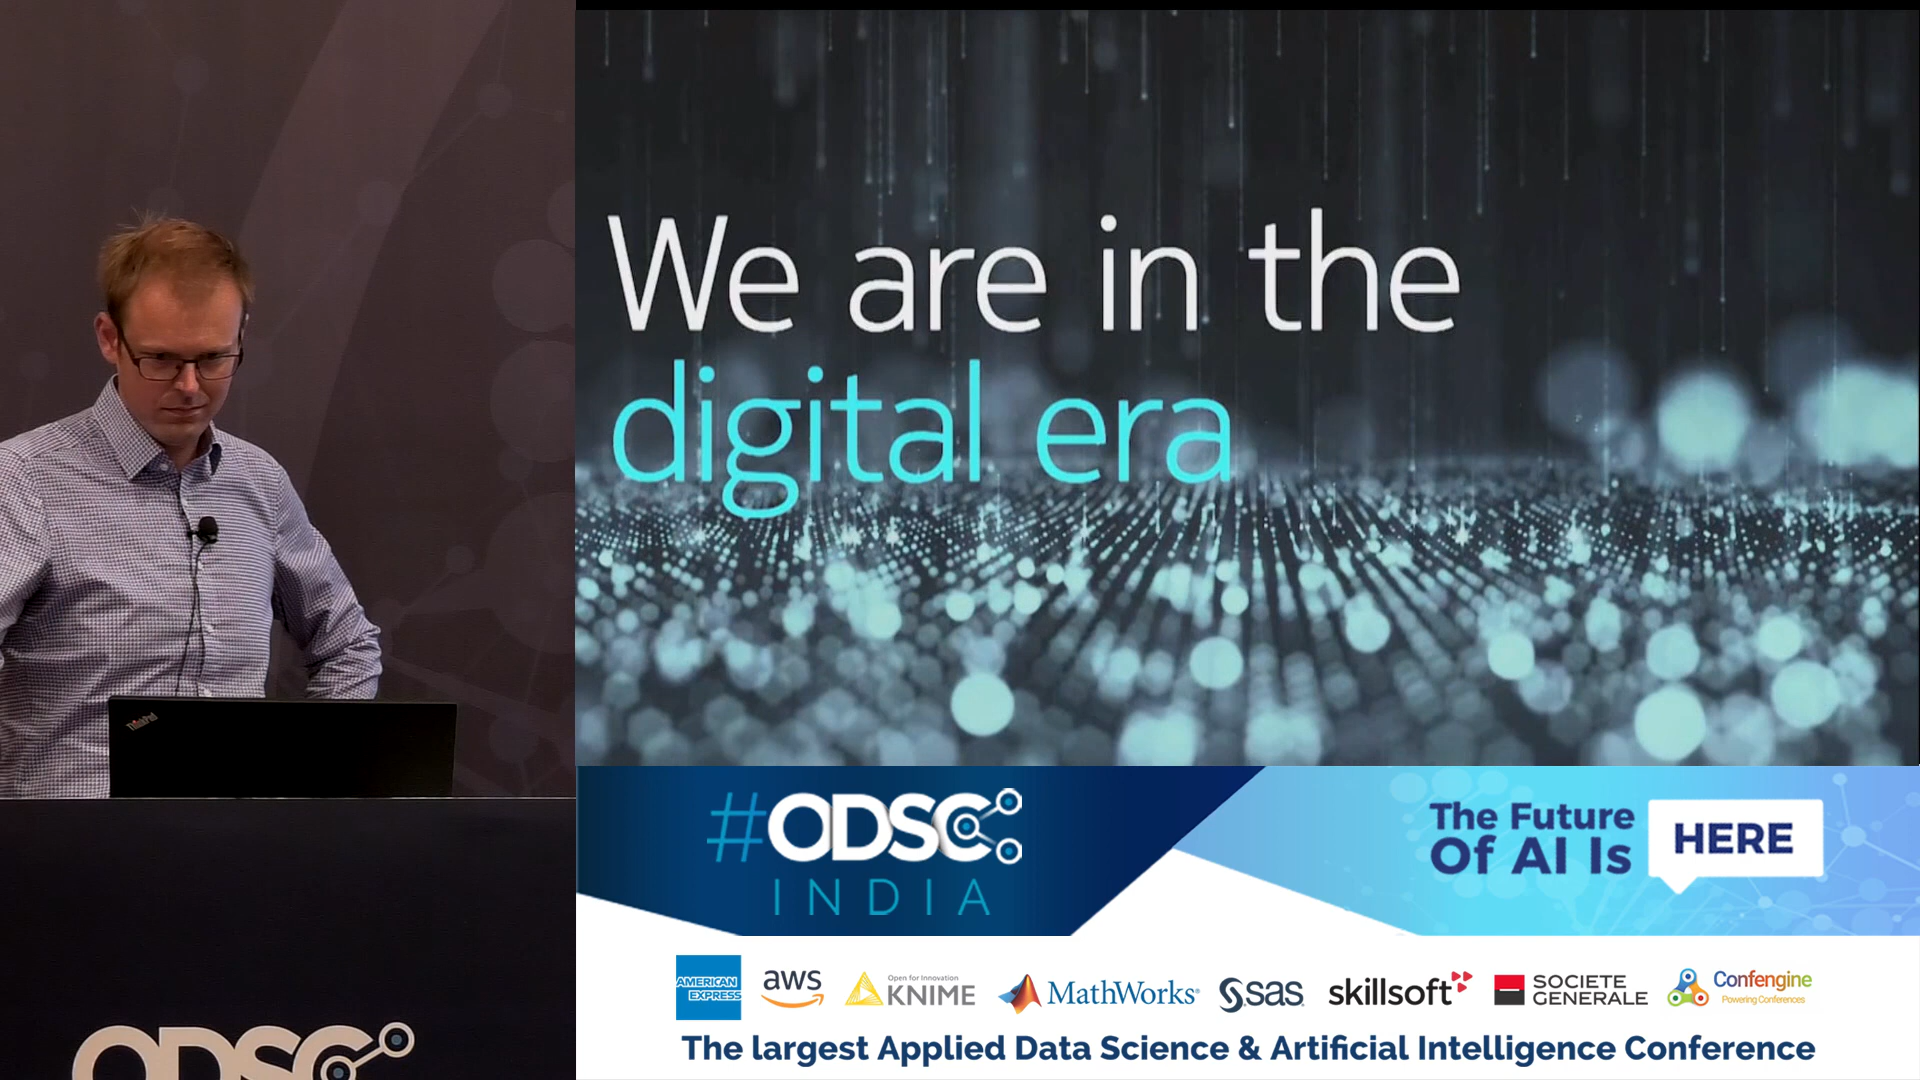 We are in the
digital era
ThinkPad
#ODSC
INDIA
The Future
Of AI Is
HERE
AMERICAN
EXPRESS
aws
Open for Innovation
KNIME
MathWorks®
sas
skillsoft
SOCIETE
GENERALE
Confengine
Powering Conferences
The largest Applied Data Science & Artificial Intelligence Conference
ODSC